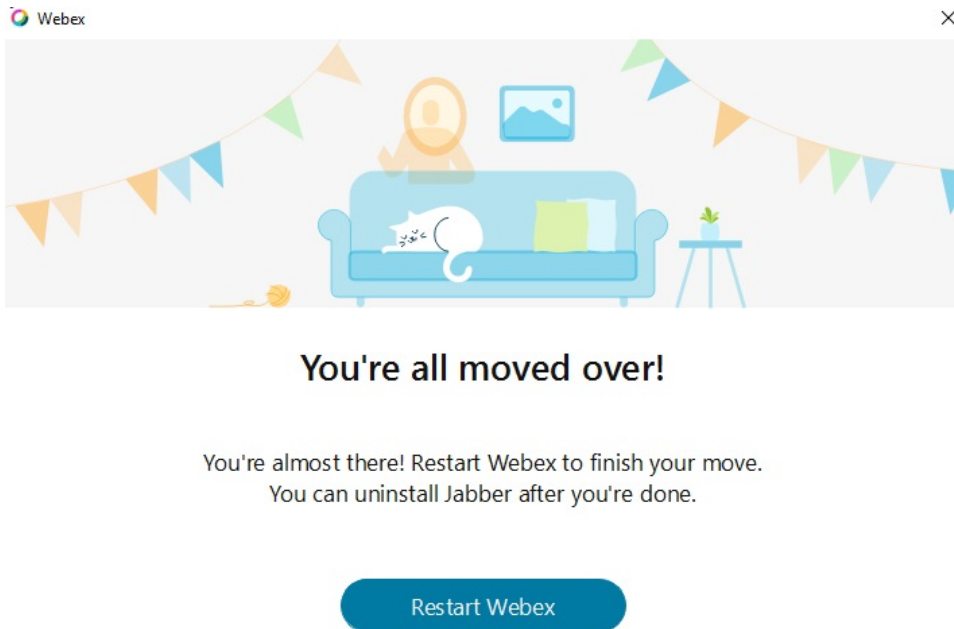 Webex
You're all moved over!
You're almost there! Restart Webex to finish your move.
You can uninstall Jabber after you're done.
Restart Webex